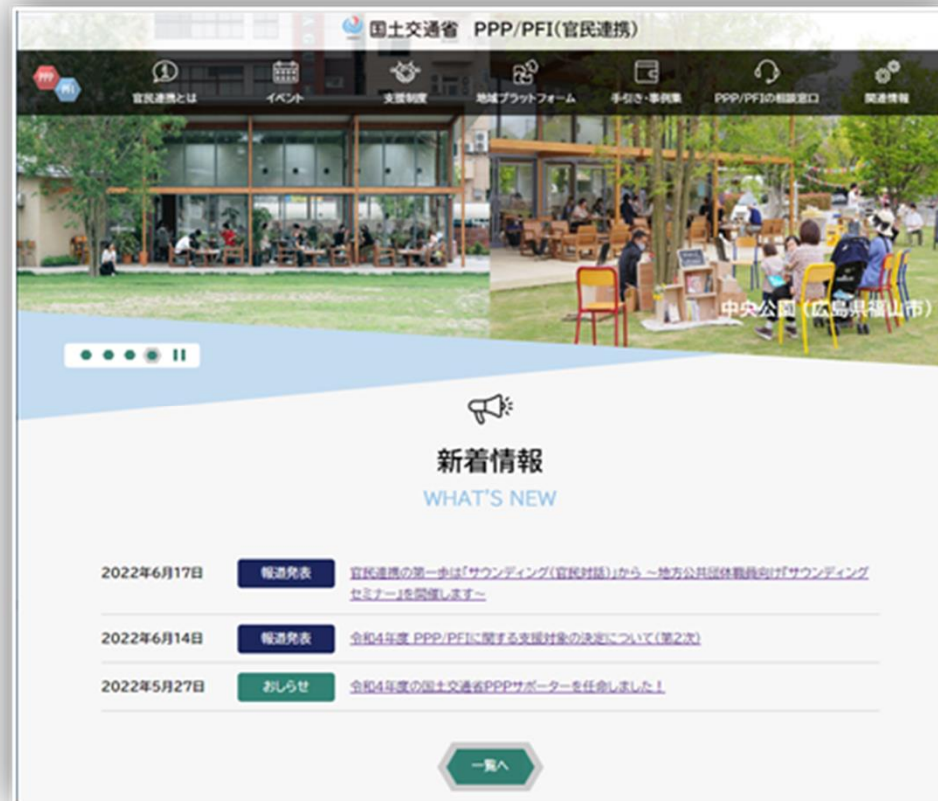 国土交通省 PPP/PFI(官民連携)
PPP
PFI
官民連携とは
イベント
支援制度
地域プラットフォーム
手引き・事例集
PPP/PFIの相談窓口
関連情報
中央公園（広島県福山市）
新着情報
WHAT'S NEW
2022年6月17日 報道発表 官民連携の第一歩は「サウンディング(官民対話)」から ～地方公共団体職員向け「サウンディング
セミナー」を開催します～
2022年6月14日 報道発表 令和4年度 PPP/PFIに関する支援対象の決定について(第2次)
2022年5月27日 おしらせ 令和4年度の国土交通省PPPサポーターを任命しました！
一覧へ